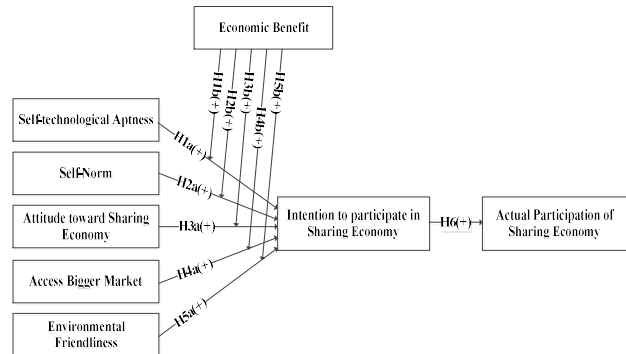 Economic Benefit
H1b(+)
H2b(+)
H3b(+)
H4b(+)
H5b(+)
Self-technological Aptness
H1a(+)
Self-Norm
H2a(+)
Attitude toward Sharing
Economy
H3a(+)
Intention to participate in
Sharing Economy
H6(+)
Actual Participation of
Sharing Economy
Access Bigger Market
H4a(+)
Environmental
Friendliness
H5a(+)